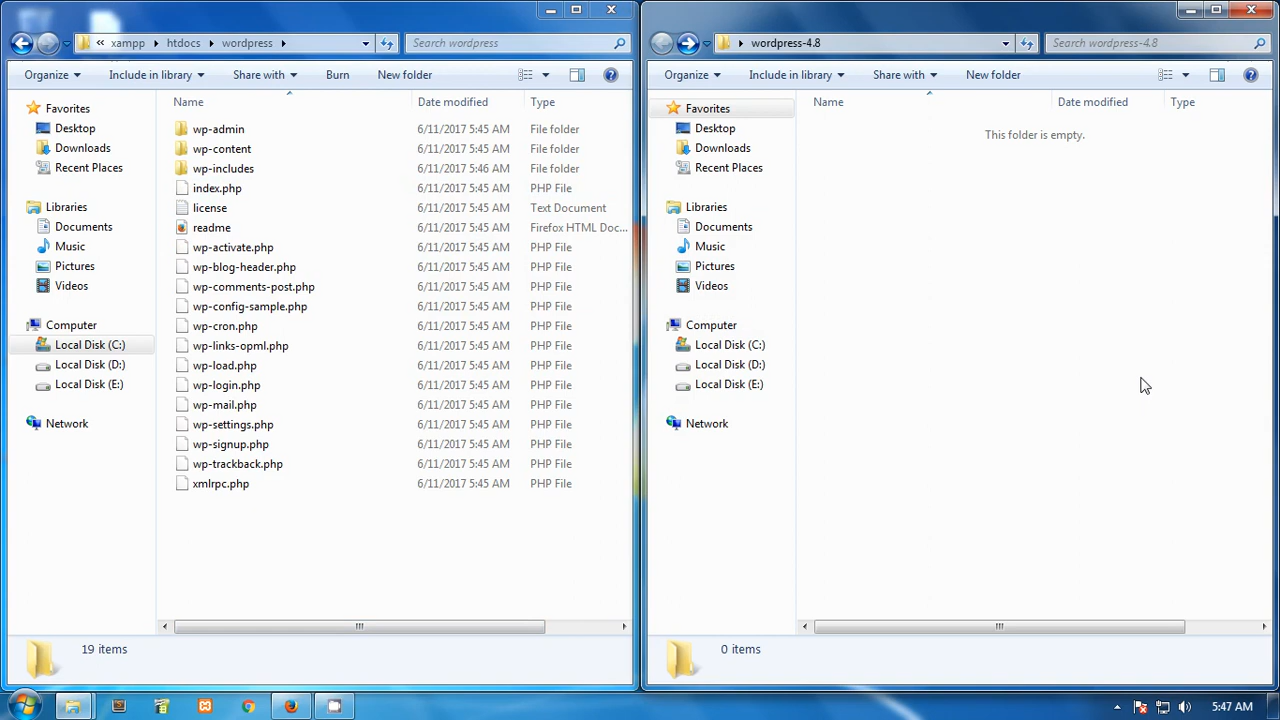 xampp htdocs wordpress
Search wordpress
Organize Include in library Share with Burn New folder
Favorites
Desktop
Downloads
Recent Places
Libraries
Documents
Music
Pictures
Videos
Computer
Local Disk (C:)
Local Disk (D:)
Local Disk (E:)
Network
Name Date modified Type
wp-admin 6/11/2017 5:45 AM File folder
wp-content 6/11/2017 5:45 AM File folder
wp-includes 6/11/2017 5:46 AM File folder
index.php 6/11/2017 5:45 AM PHP File
license 6/11/2017 5:45 AM Text Document
readme 6/11/2017 5:45 AM Firefox HTML Doc...
wp-activate.php 6/11/2017 5:45 AM PHP File
wp-blog-header.php 6/11/2017 5:45 AM PHP File
wp-comments-post.php 6/11/2017 5:45 AM PHP File
wp-config-sample.php 6/11/2017 5:45 AM PHP File
wp-cron.php 6/11/2017 5:45 AM PHP File
wp-links-opml.php 6/11/2017 5:45 AM PHP File
wp-load.php 6/11/2017 5:45 AM PHP File
wp-login.php 6/11/2017 5:45 AM PHP File
wp-mail.php 6/11/2017 5:45 AM PHP File
wp-settings.php 6/11/2017 5:45 AM PHP File
wp-signup.php 6/11/2017 5:45 AM PHP File
wp-trackback.php 6/11/2017 5:45 AM PHP File
xmlrpc.php 6/11/2017 5:45 AM PHP File
19 items
wordpress-4.8
Search wordpress-4.8
Organize Include in library Share with New folder
Favorites
Desktop
Downloads
Recent Places
Libraries
Documents
Music
Pictures
Videos
Computer
Local Disk (C:)
Local Disk (D:)
Local Disk (E:)
Network
Name Date modified Type
This folder is empty.
0 items
5:47 AM